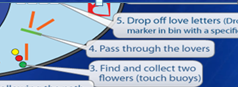 5. Drop off love letters (Dr
marker in bin with a specifi
4. Pass through the lovers
3. Find and collect two
flowers (touch buoys)